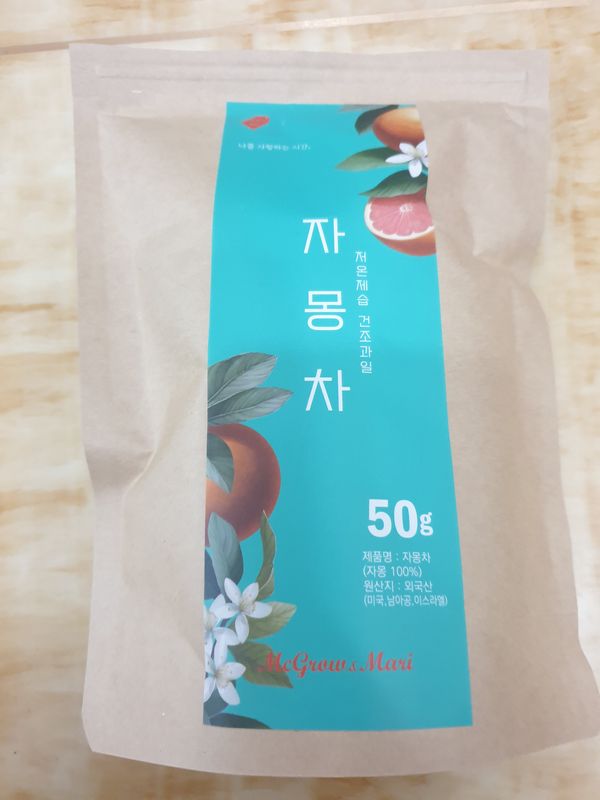 나를 사랑하는 시간,
자몽차
저온제습 건조과일
50g
제품명 : 자몽차
(자몽 100%)
원산지 : 외국산
(미국,남아공,이스라엘)
McGrow&Mari